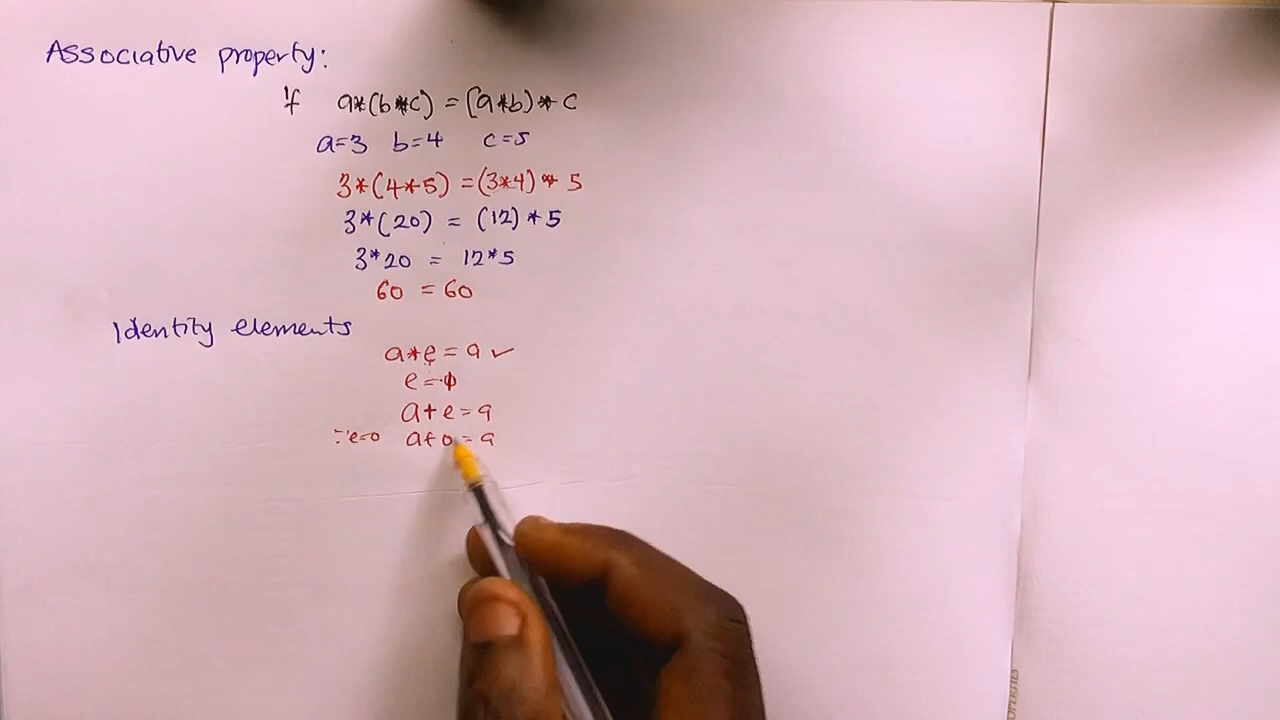 Associative property:
If a*(b*c) = (a*b)* c
a=3 b=4 c=5
3*(4*5) =(3*4)* 5
3*(20) = (12)*5
3*20 = 12*5
60 = 60
Identity elements
a*e = a ✓
e =
a+e=a
∵e=0 a+0=a